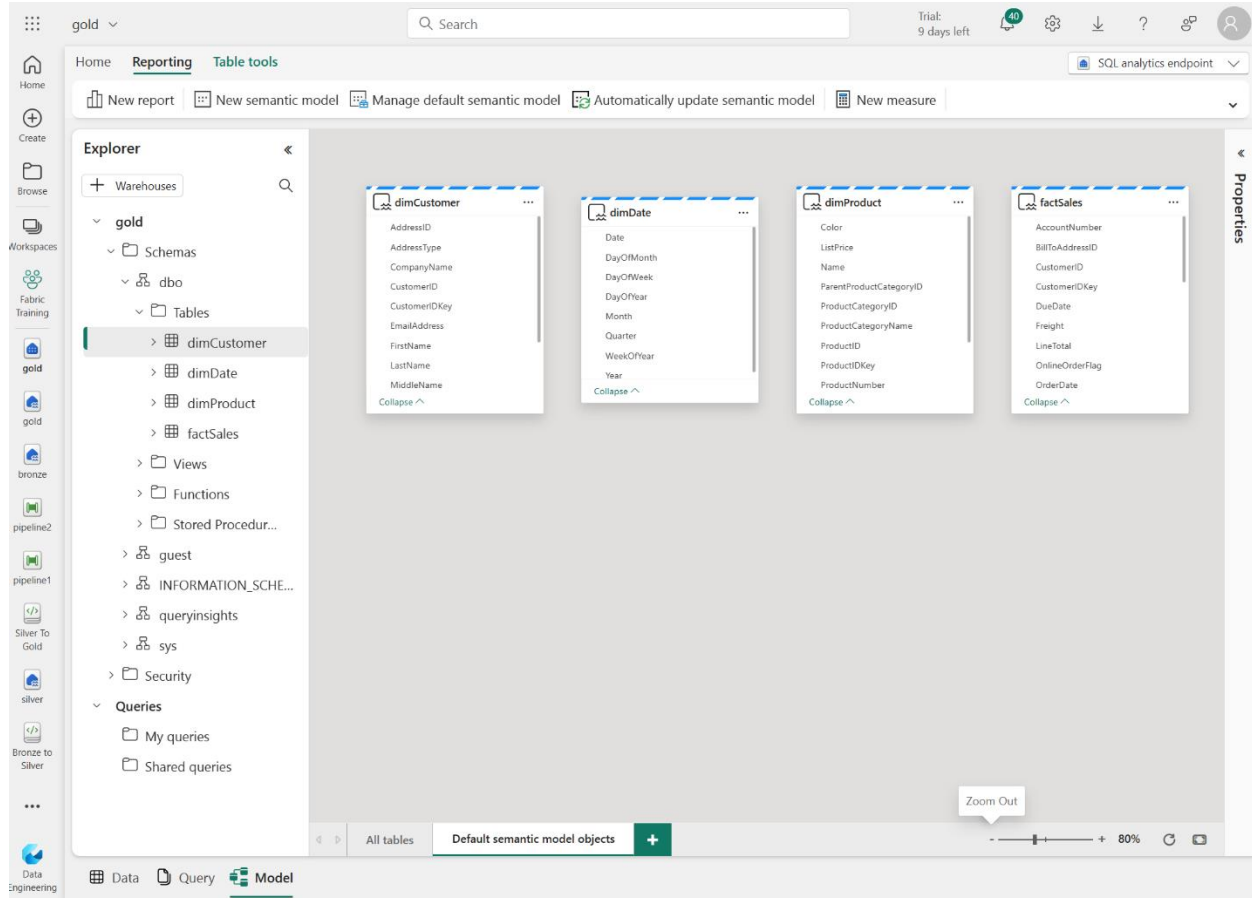 gold
Search
Trial:
9 days left
40
Home
Create
Browse
Workspaces
Fabric
Training
gold
gold
bronze
pipeline2
pipeline1
Silver To
Gold
silver
Bronze to
Silver
Data
Engineering
Home Reporting Table tools
SQL analytics endpoint
New report New semantic model Manage default semantic model Automatically update semantic model New measure
Explorer
Warehouses
gold
Schemas
dbo
Tables
dimCustomer
dimDate
dimProduct
factSales
Views
Functions
Stored Procedur...
guest
INFORMATION_SCHE...
queryinsights
sys
Security
Queries
My queries
Shared queries
dimCustomer
AddressID
AddressType
CompanyName
CustomerID
CustomerIDKey
EmailAddress
FirstName
LastName
MiddleName
Collapse
dimDate
Date
DayOfMonth
DayOfWeek
DayOfYear
Month
Quarter
WeekOfYear
Year
Collapse
dimProduct
Color
ListPrice
Name
ParentProductCategoryID
ProductCategoryID
ProductCategoryName
ProductID
ProductIDKey
ProductNumber
Collapse
factSales
AccountNumber
BillToAddressID
CustomerID
CustomerIDKey
DueDate
Freight
LineTotal
OnlineOrderFlag
OrderDate
Collapse
Properties
Zoom Out
All tables Default semantic model objects
80%
Data Query Model